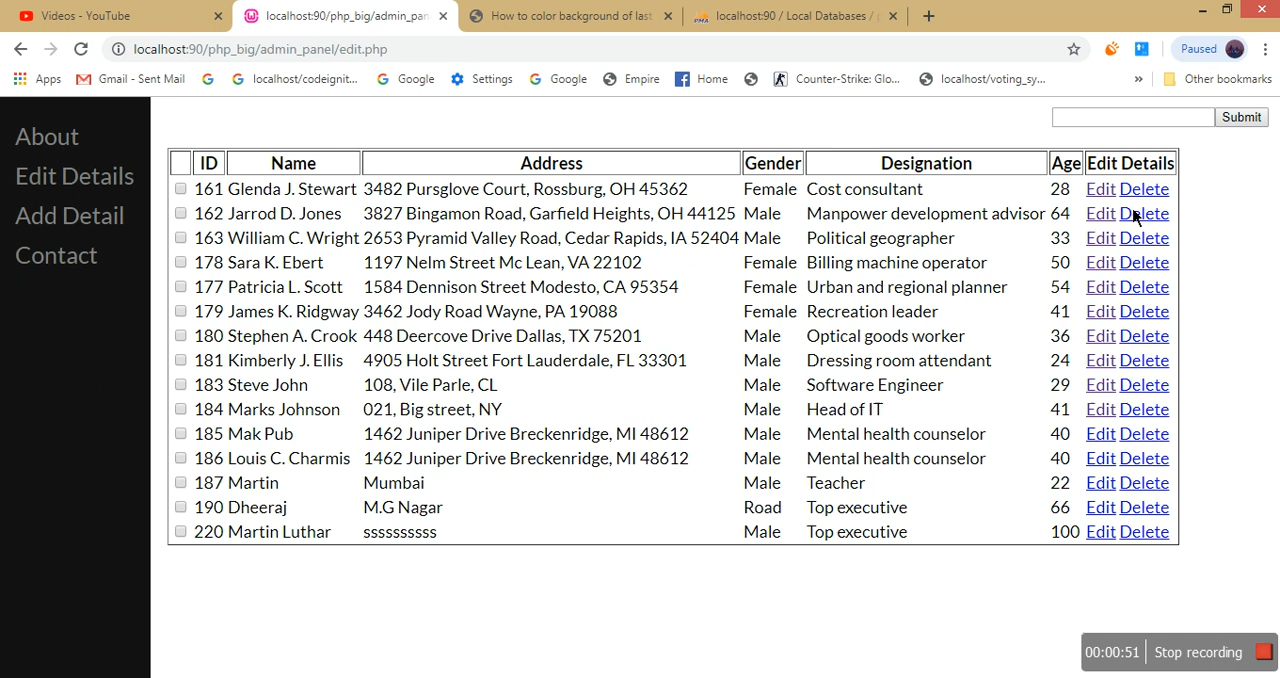 Videos - YouTube
localhost:90/php_big/admin_pan
How to color background of last
localhost:90 / Local Databases /
localhost:90/php_big/admin_panel/edit.php
Paused
Apps Gmail - Sent Mail localhost/codeignit... Google Settings Google Empire Home Counter-Strike: Glo... localhost/voting_sy... » Other bookmarks
About
Edit Details
Add Detail
Contact
Submit
ID Name Address Gender Designation Age Edit Details
161 Glenda J. Stewart 3482 Pursglove Court, Rossburg, OH 45362 Female Cost consultant 28 Edit Delete
162 Jarrod D. Jones 3827 Bingamon Road, Garfield Heights, OH 44125 Male Manpower development advisor 64 Edit Delete
163 William C. Wright 2653 Pyramid Valley Road, Cedar Rapids, IA 52404 Male Political geographer 33 Edit Delete
178 Sara K. Ebert 1197 Nelm Street Mc Lean, VA 22102 Female Billing machine operator 50 Edit Delete
177 Patricia L. Scott 1584 Dennison Street Modesto, CA 95354 Female Urban and regional planner 54 Edit Delete
179 James K. Ridgway 3462 Jody Road Wayne, PA 19088 Female Recreation leader 41 Edit Delete
180 Stephen A. Crook 448 Deercove Drive Dallas, TX 75201 Male Optical goods worker 36 Edit Delete
181 Kimberly J. Ellis 4905 Holt Street Fort Lauderdale, FL 33301 Male Dressing room attendant 24 Edit Delete
183 Steve John 108, Vile Parle, CL Male Software Engineer 29 Edit Delete
184 Marks Johnson 021, Big street, NY Male Head of IT 41 Edit Delete
185 Mak Pub 1462 Juniper Drive Breckenridge, MI 48612 Male Mental health counselor 40 Edit Delete
186 Louis C. Charmis 1462 Juniper Drive Breckenridge, MI 48612 Male Mental health counselor 40 Edit Delete
187 Martin Mumbai Male Teacher 22 Edit Delete
190 Dheeraj M.G Nagar Road Top executive 66 Edit Delete
220 Martin Luthar ssssssssss Male Top executive 100 Edit Delete
00:00:51 Stop recording